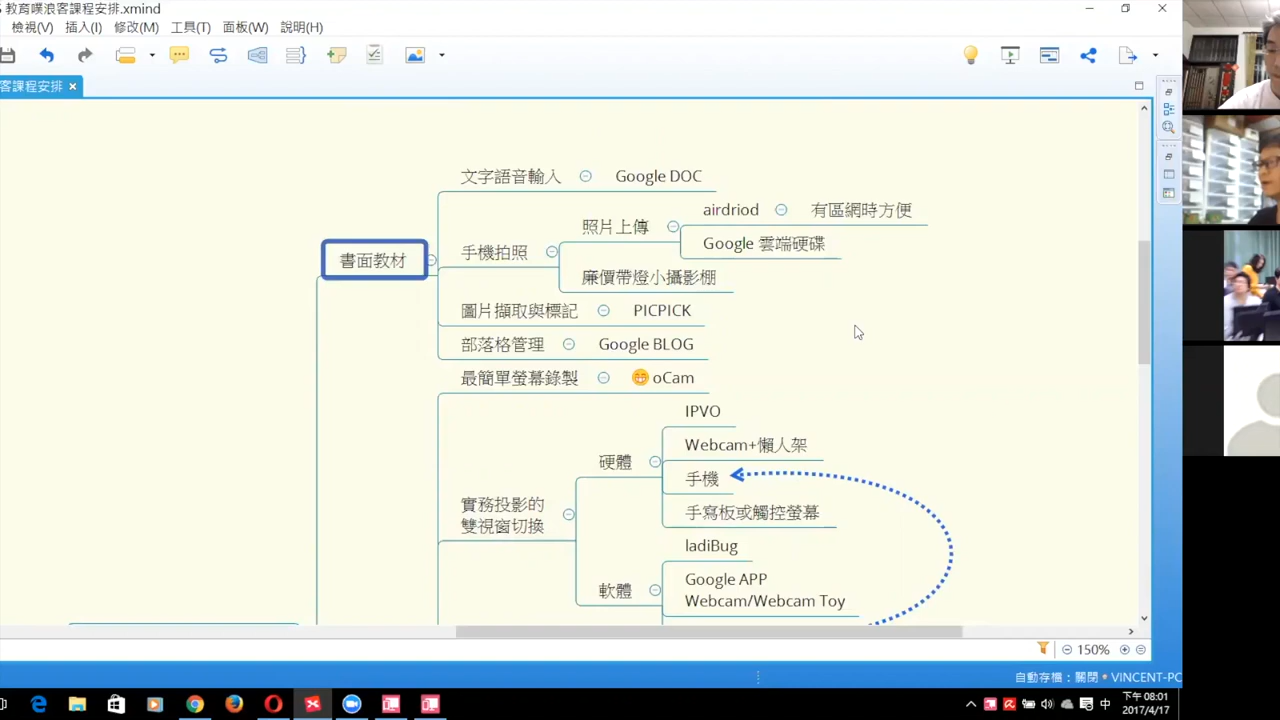 教育噗浪客課程安排.xmind
檢視(V) 插入(I) 修改(M) 工具(T) 面板(W) 說明(H)
客課程安排
文字語音輸入 Google DOC
airdriod 有區網時方便
照片上傳
Google 雲端硬碟
手機拍照
書面教材
廉價帶燈小攝影棚
圖片擷取與標記 PICPICK
部落格管理 Google BLOG
最簡單螢幕錄製 oCam
IPVO
Webcam+懶人架
硬體
手機
實務投影的
雙視窗切換
手寫板或觸控螢幕
ladiBug
軟體
Google APP
Webcam/Webcam Toy
150%
自動存檔：關閉 VINCENT-PC
中
下午 08:01
2017/4/17